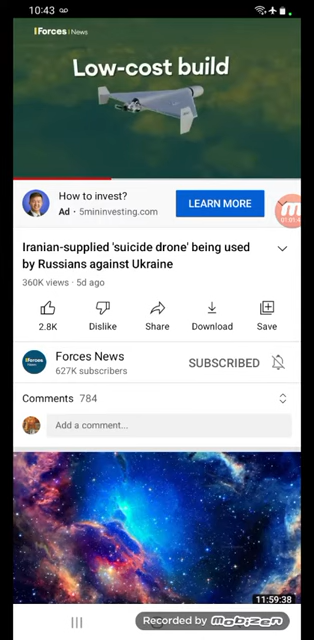 10:43
Forces News
Low-cost build
How to invest?
Ad · 5mininvesting.com
LEARN MORE
Iranian-supplied 'suicide drone' being used
by Russians against Ukraine
360K views · 5d ago
2.8K
Dislike
Share
Download
Save
Forces News
627K subscribers
SUBSCRIBED
Comments 784
Add a comment...
11:59:38
Recorded by mobizen